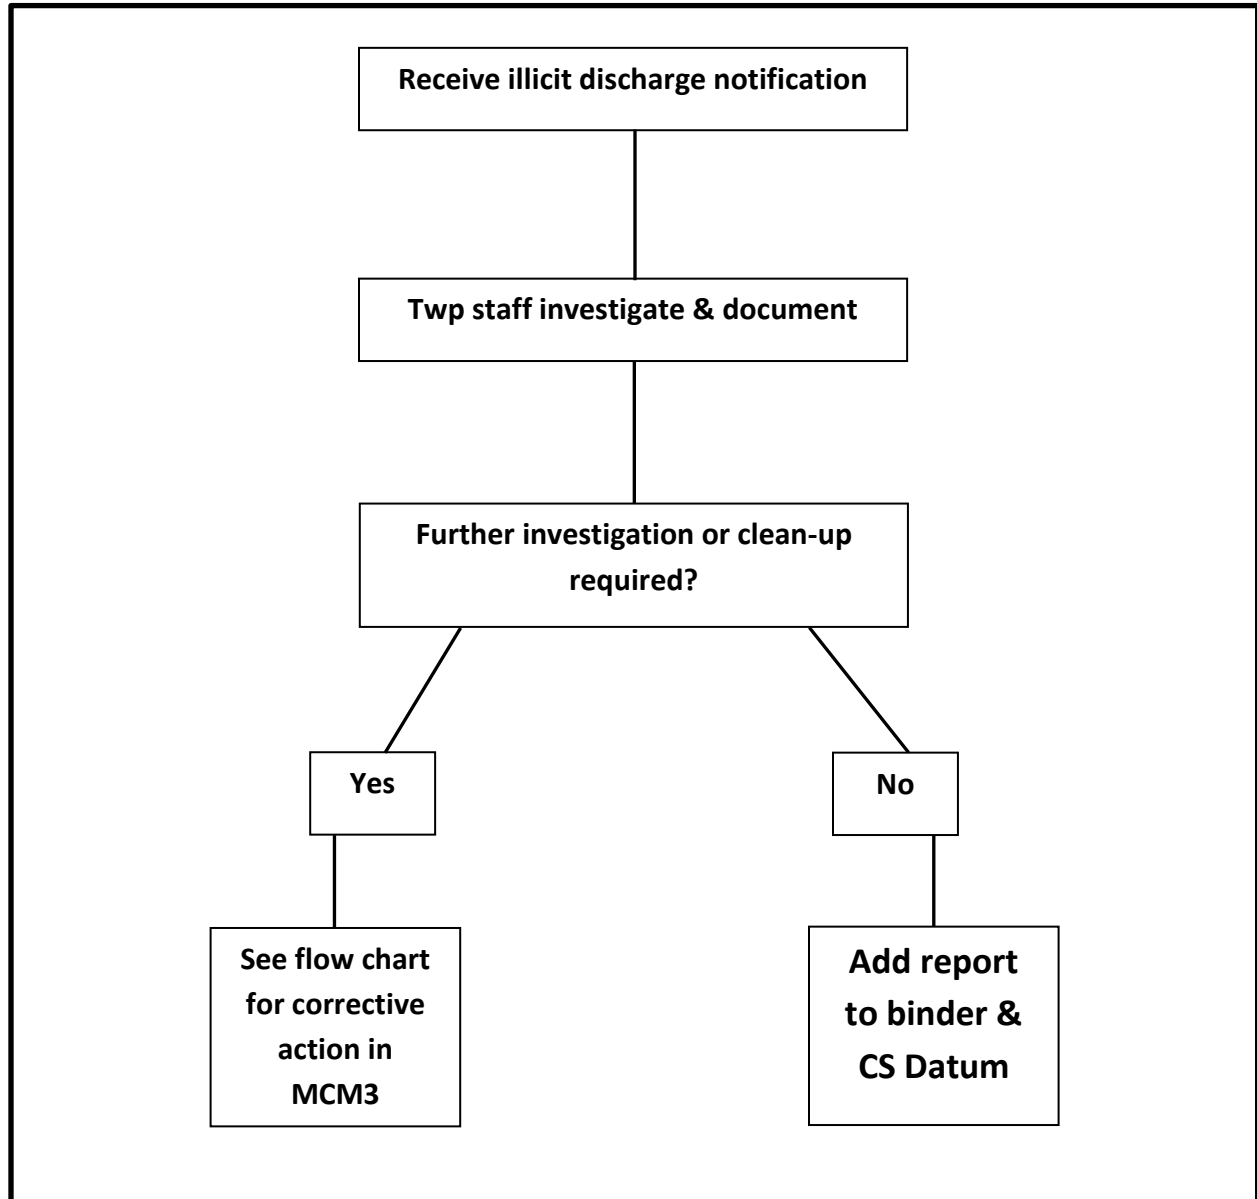 Receive illicit discharge notification
Twp staff investigate & document
Further investigation or clean-up
required?
Yes
No
See flow chart
for corrective
action in
MCM3
Add report
to binder &
CS Datum